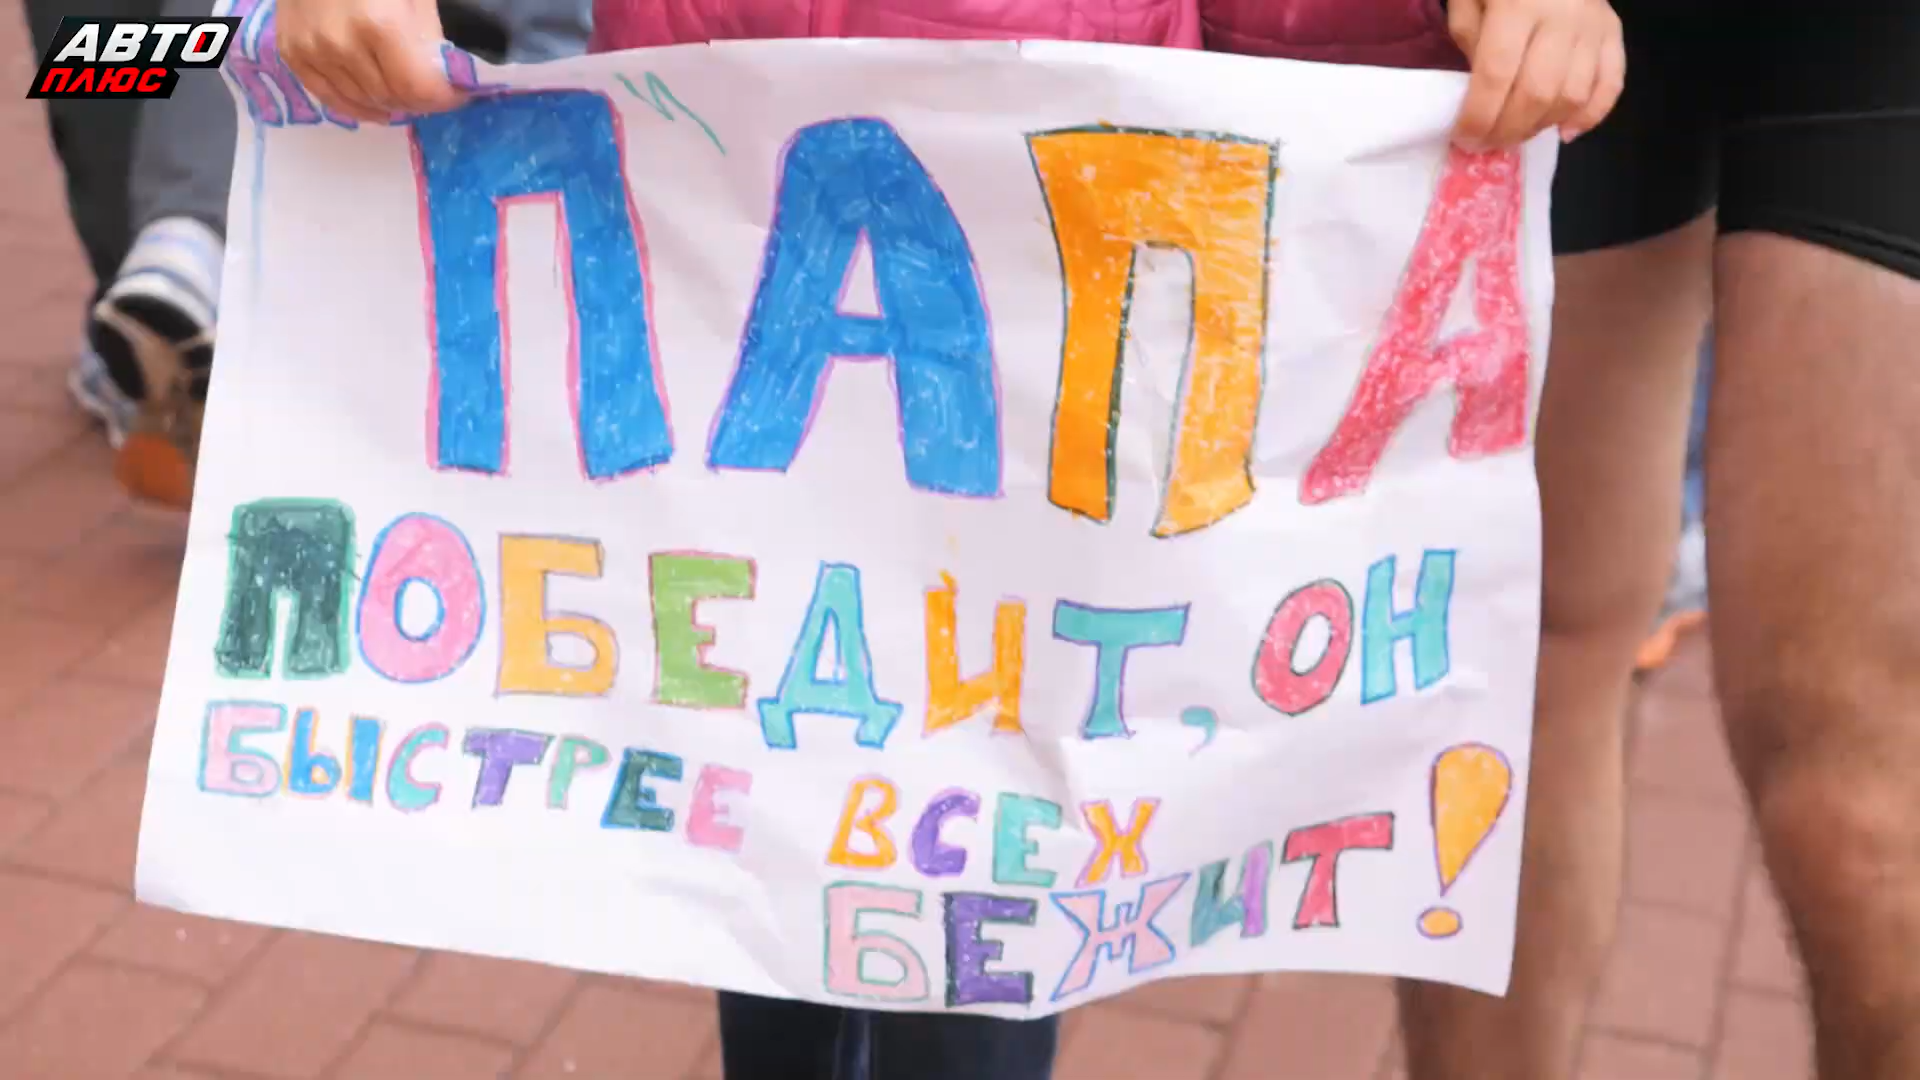 АВТО
ПЛЮС
ПАПА
ПОБЕДИТ, ОН
БЫСТРЕЕ ВСЕХ
БЕЖИТ!